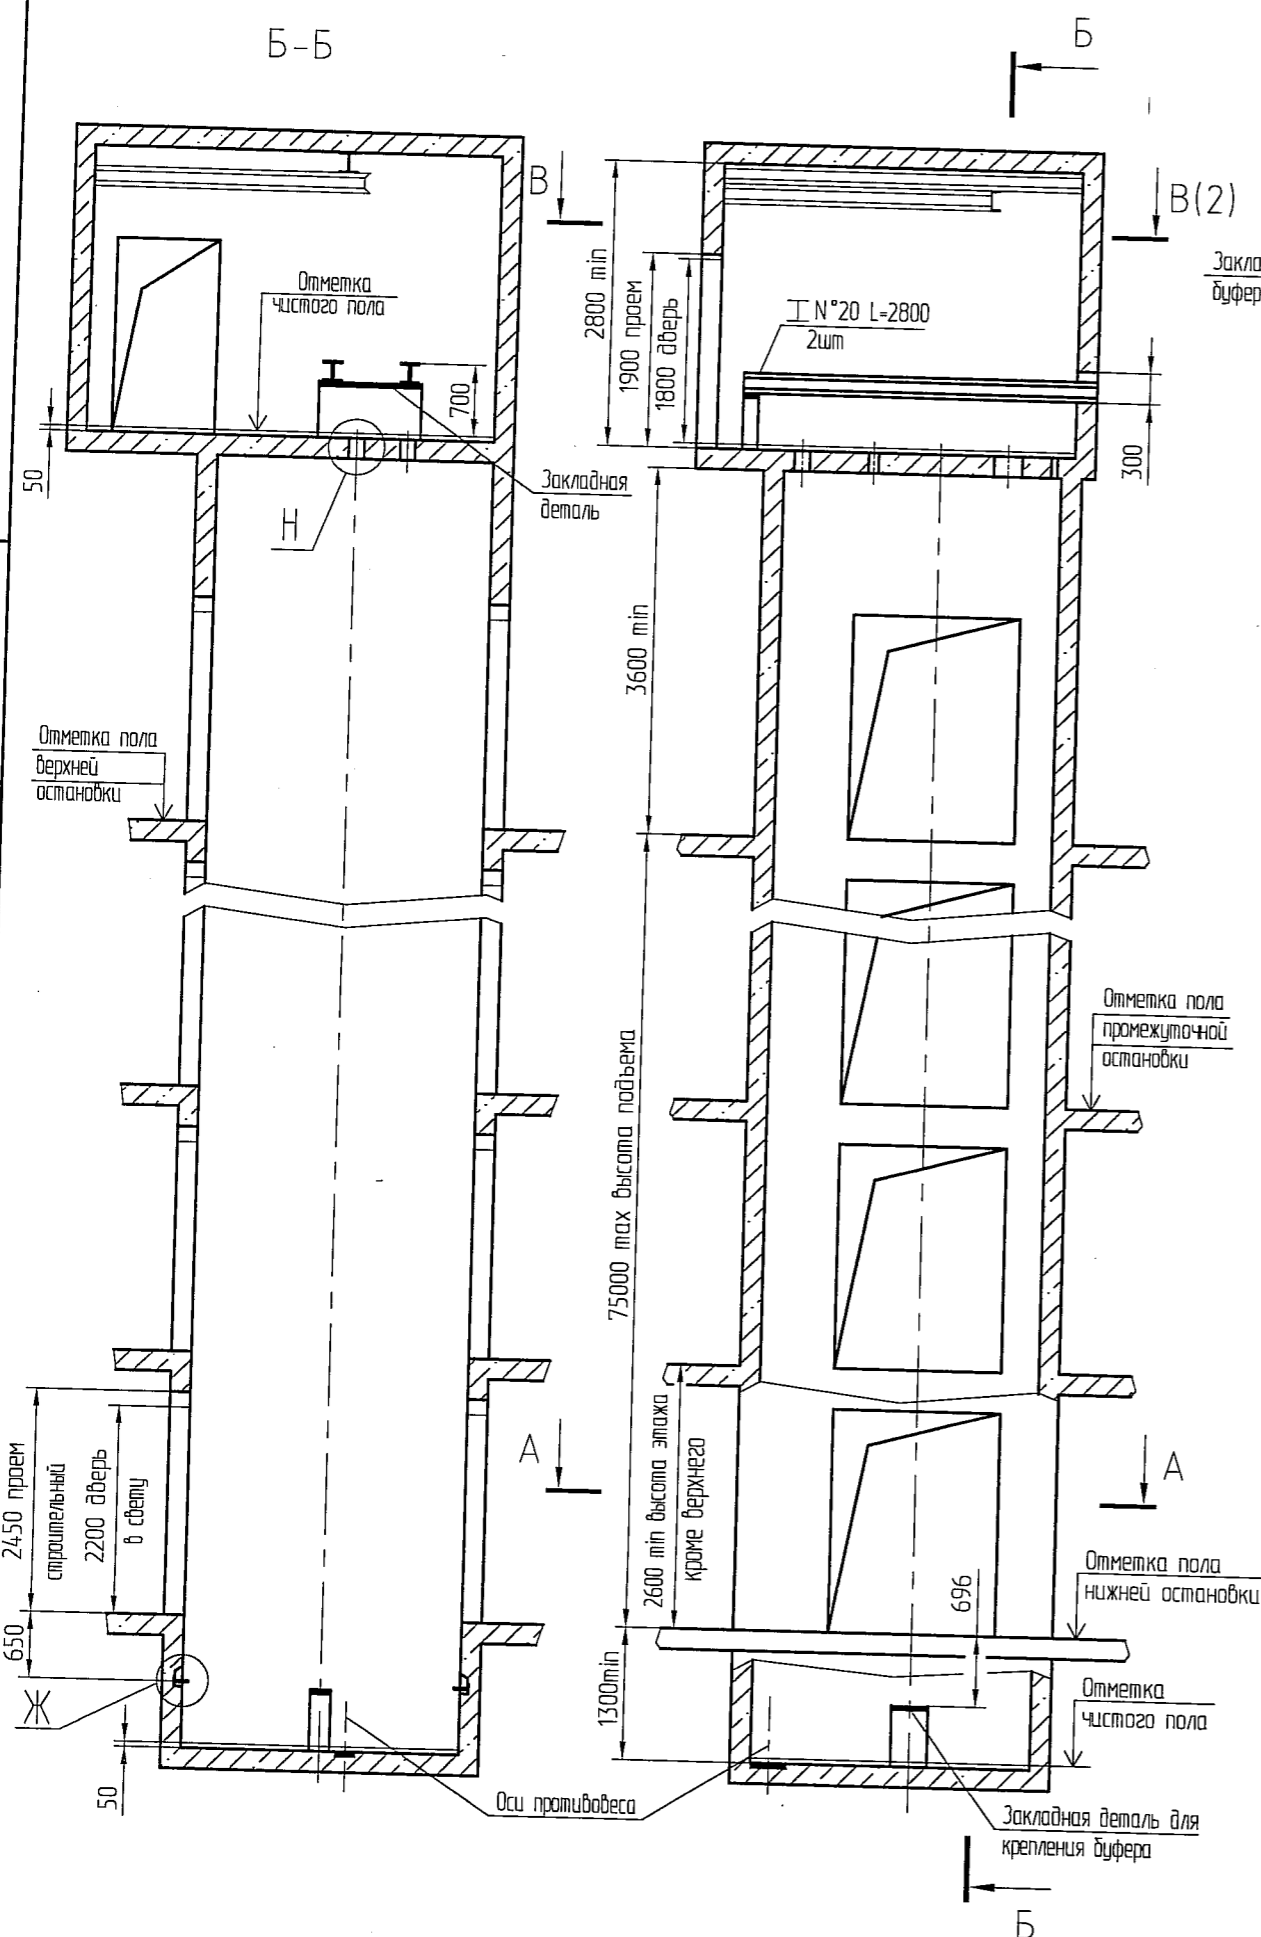 Б-Б
Б
В
В(2)
Закла
буфер
Отметка
чистого пола
2800 min
1900 проем
1800 дверь
I N°20 L=2800
2шт
700
300
50
Закладная
деталь
Н
3600 min
Отметка пола
верхней
остановки
Отметка пола
промежуточной
остановки
75000 max высота подъема
2450 проем
строительный
2200 дверь
в свету
А
2600 min высота этажа
кроме верхнего
А
696
Отметка пола
нижней остановки
650
Ж
1300min
Отметка
чистого пола
50
Оси противовеса
Закладная деталь для
крепления буфера
Б